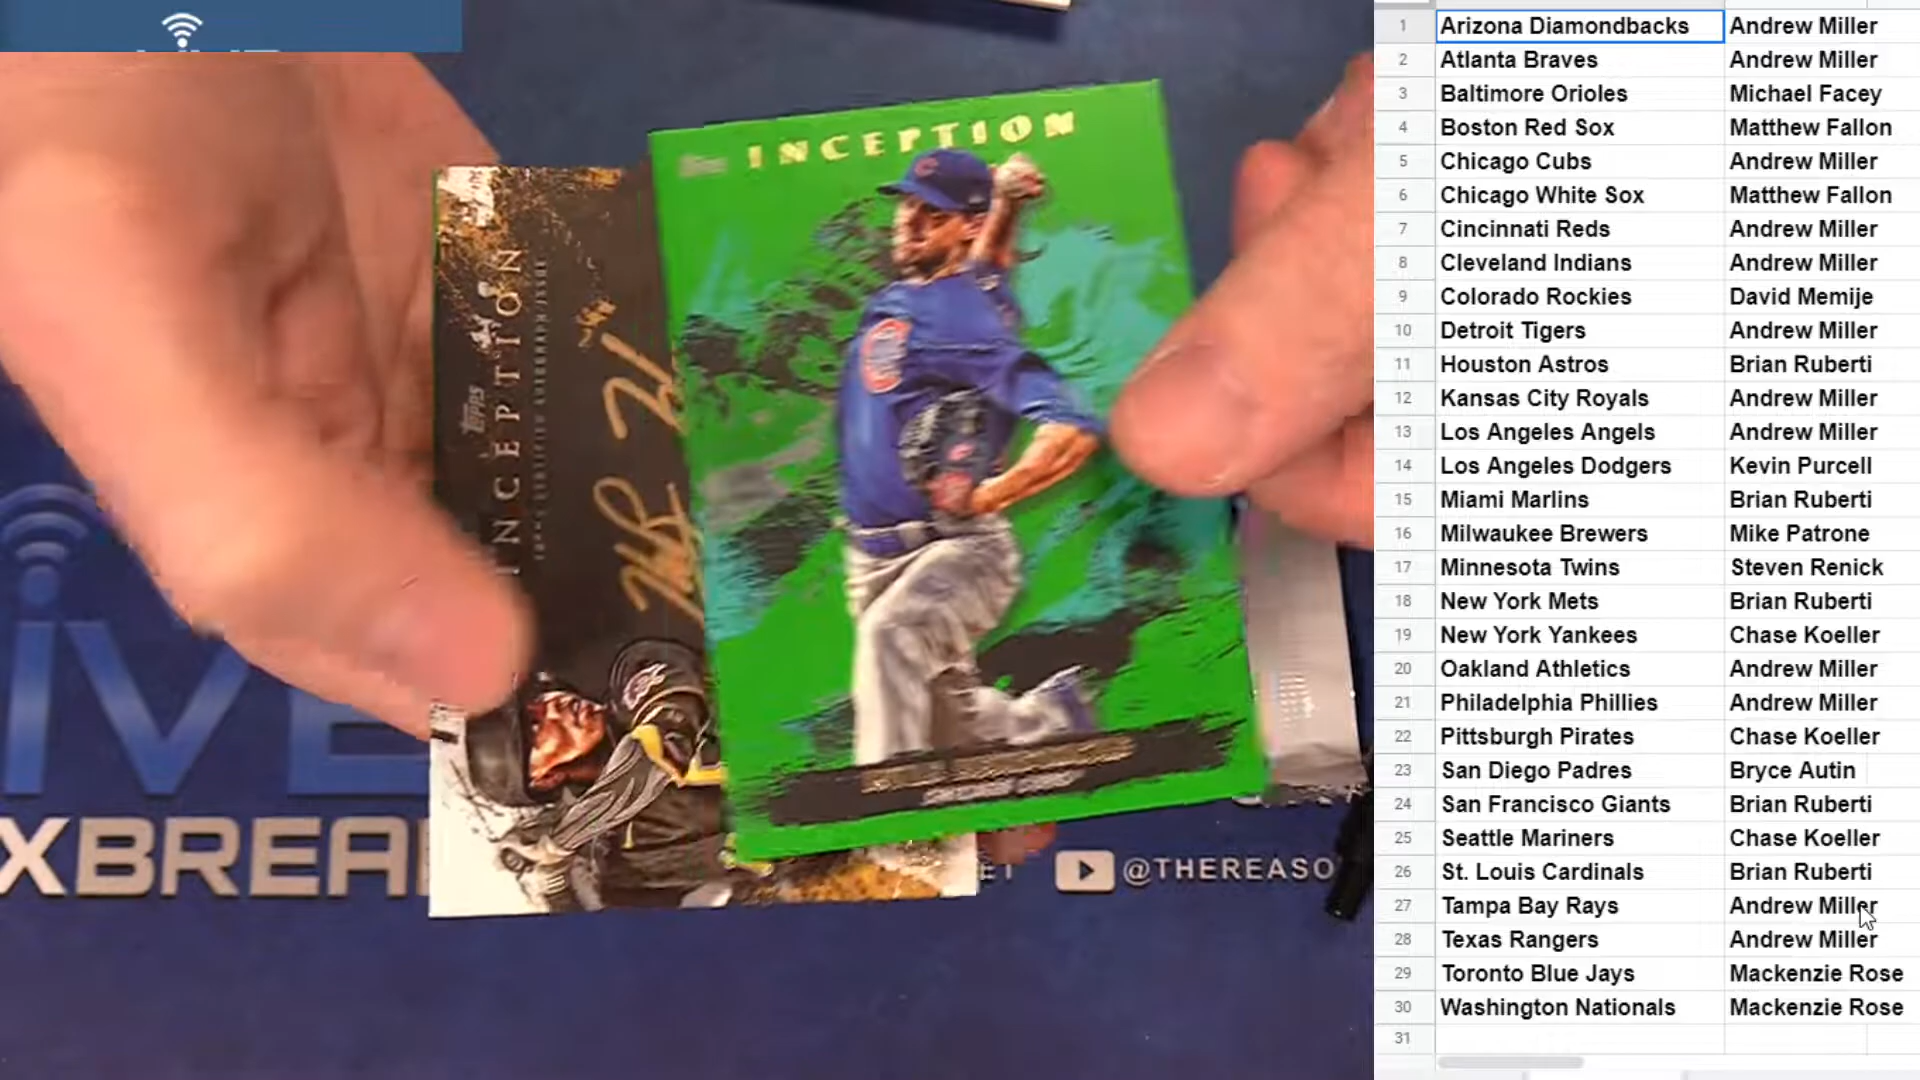 INCEPTION
Topps
INCEPTION
TOPPS CERTIFIED AUTOGRAPH ISSUE
iVE
XBREA
@THEREASO
1 Arizona Diamondbacks Andrew Miller
2 Atlanta Braves Andrew Miller
3 Baltimore Orioles Michael Facey
4 Boston Red Sox Matthew Fallon
5 Chicago Cubs Andrew Miller
6 Chicago White Sox Matthew Fallon
7 Cincinnati Reds Andrew Miller
8 Cleveland Indians Andrew Miller
9 Colorado Rockies David Memije
10 Detroit Tigers Andrew Miller
11 Houston Astros Brian Ruberti
12 Kansas City Royals Andrew Miller
13 Los Angeles Angels Andrew Miller
14 Los Angeles Dodgers Kevin Purcell
15 Miami Marlins Brian Ruberti
16 Milwaukee Brewers Mike Patrone
17 Minnesota Twins Steven Renick
18 New York Mets Brian Ruberti
19 New York Yankees Chase Koeller
20 Oakland Athletics Andrew Miller
21 Philadelphia Phillies Andrew Miller
22 Pittsburgh Pirates Chase Koeller
23 San Diego Padres Bryce Autin
24 San Francisco Giants Brian Ruberti
25 Seattle Mariners Chase Koeller
26 St. Louis Cardinals Brian Ruberti
27 Tampa Bay Rays Andrew Miller
28 Texas Rangers Andrew Miller
29 Toronto Blue Jays Mackenzie Rose
30 Washington Nationals Mackenzie Rose
31